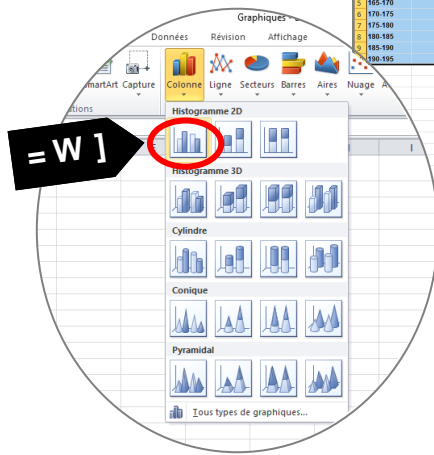 Graphiques -
5 165-170
6 170-175
7 175-180
8 180-185
9 185-190
190-195
Données Révision Affichage
SmartArt Capture Colonne Ligne Secteurs Barres Aires Nuage A
Histogramme 2D
= W ]
I
Histogramme 3D
Cylindre
Conique
Pyramidal
Tous types de graphiques...